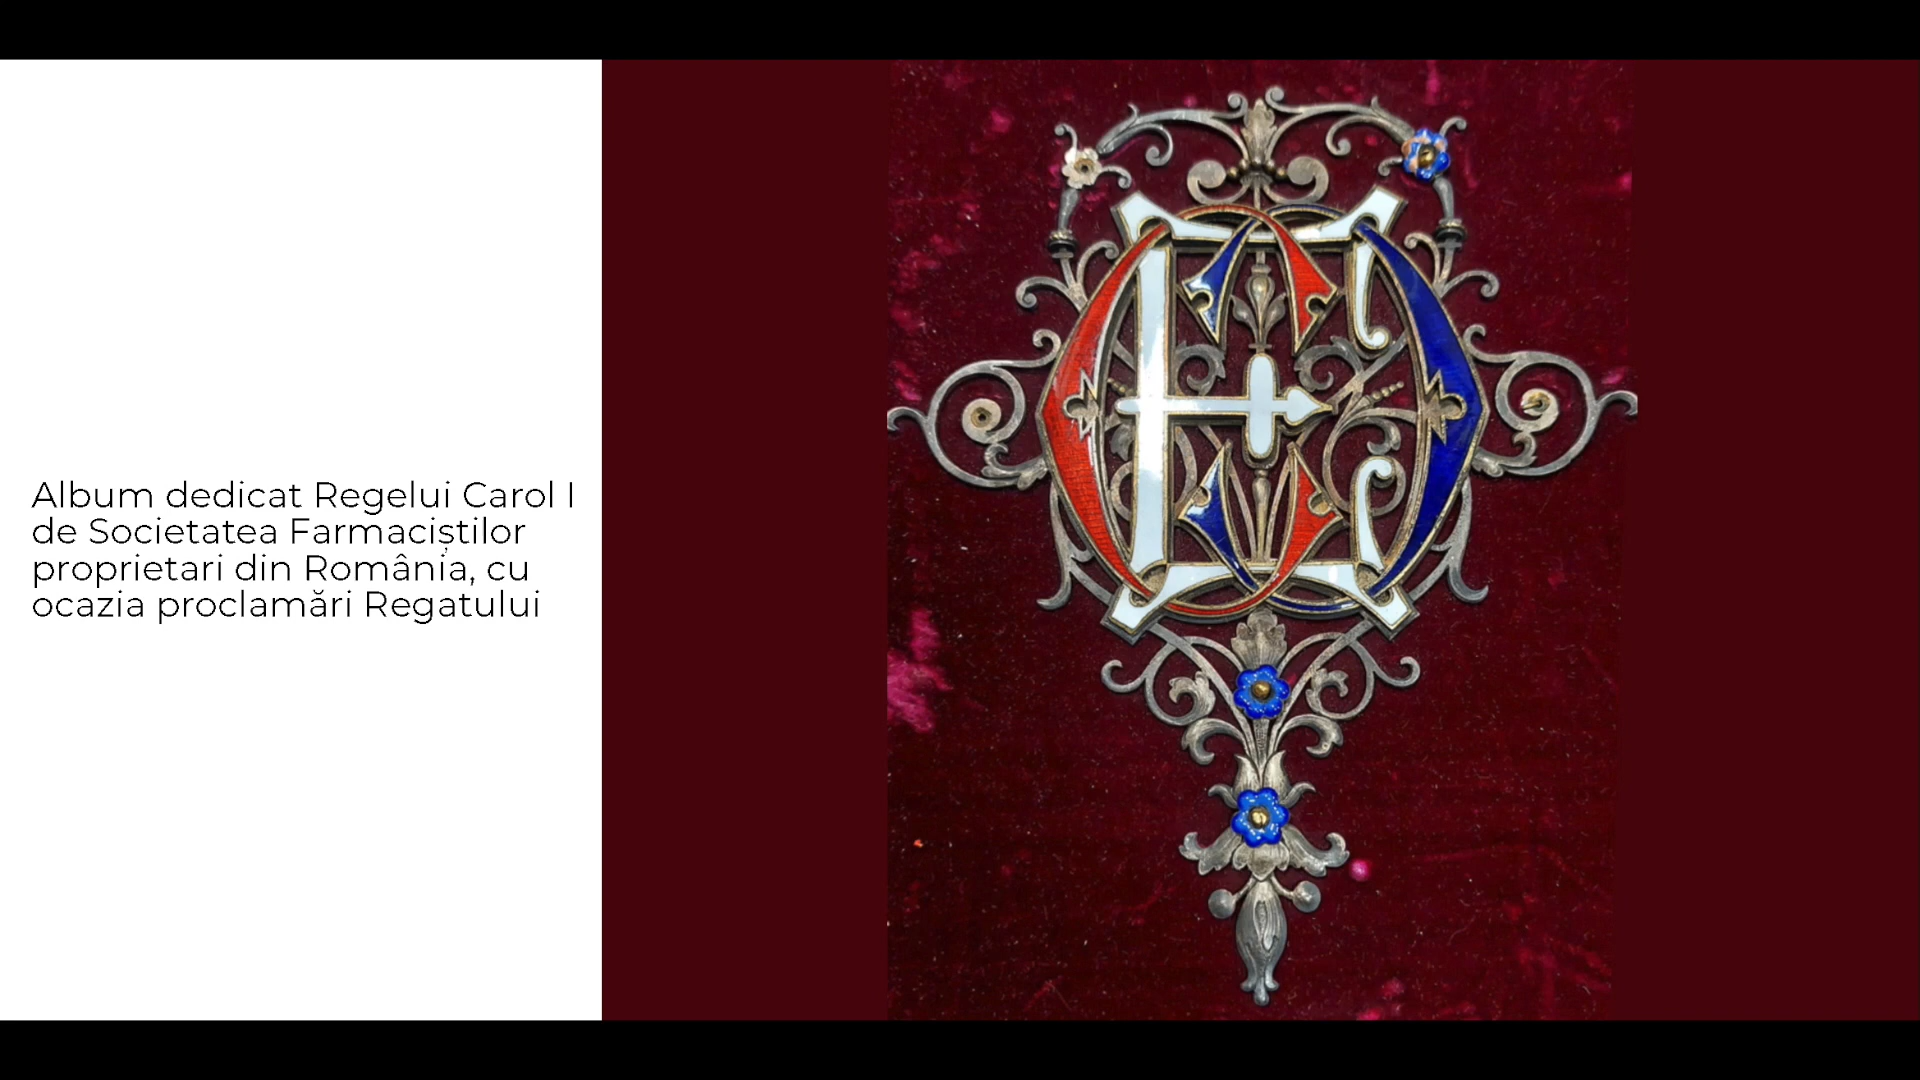 Album dedicat Regelui Carol I
de Societatea Farmaciștilor
proprietari din România, cu
ocazia proclamări Regatului